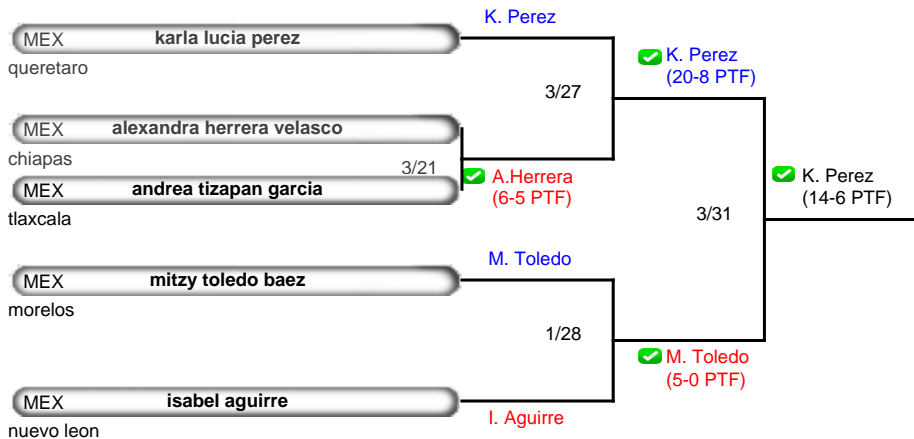 K. Perez
MEX karla lucia perez
queretaro
K. Perez
(20-8 PTF)
3/27
MEX alexandra herrera velasco
chiapas
3/21
MEX andrea tizapan garcia
tlaxcala
A.Herrera
(6-5 PTF)
K. Perez
(14-6 PTF)
3/31
M. Toledo
MEX mitzy toledo baez
morelos
1/28
M. Toledo
(5-0 PTF)
MEX isabel aguirre
nuevo leon
I. Aguirre